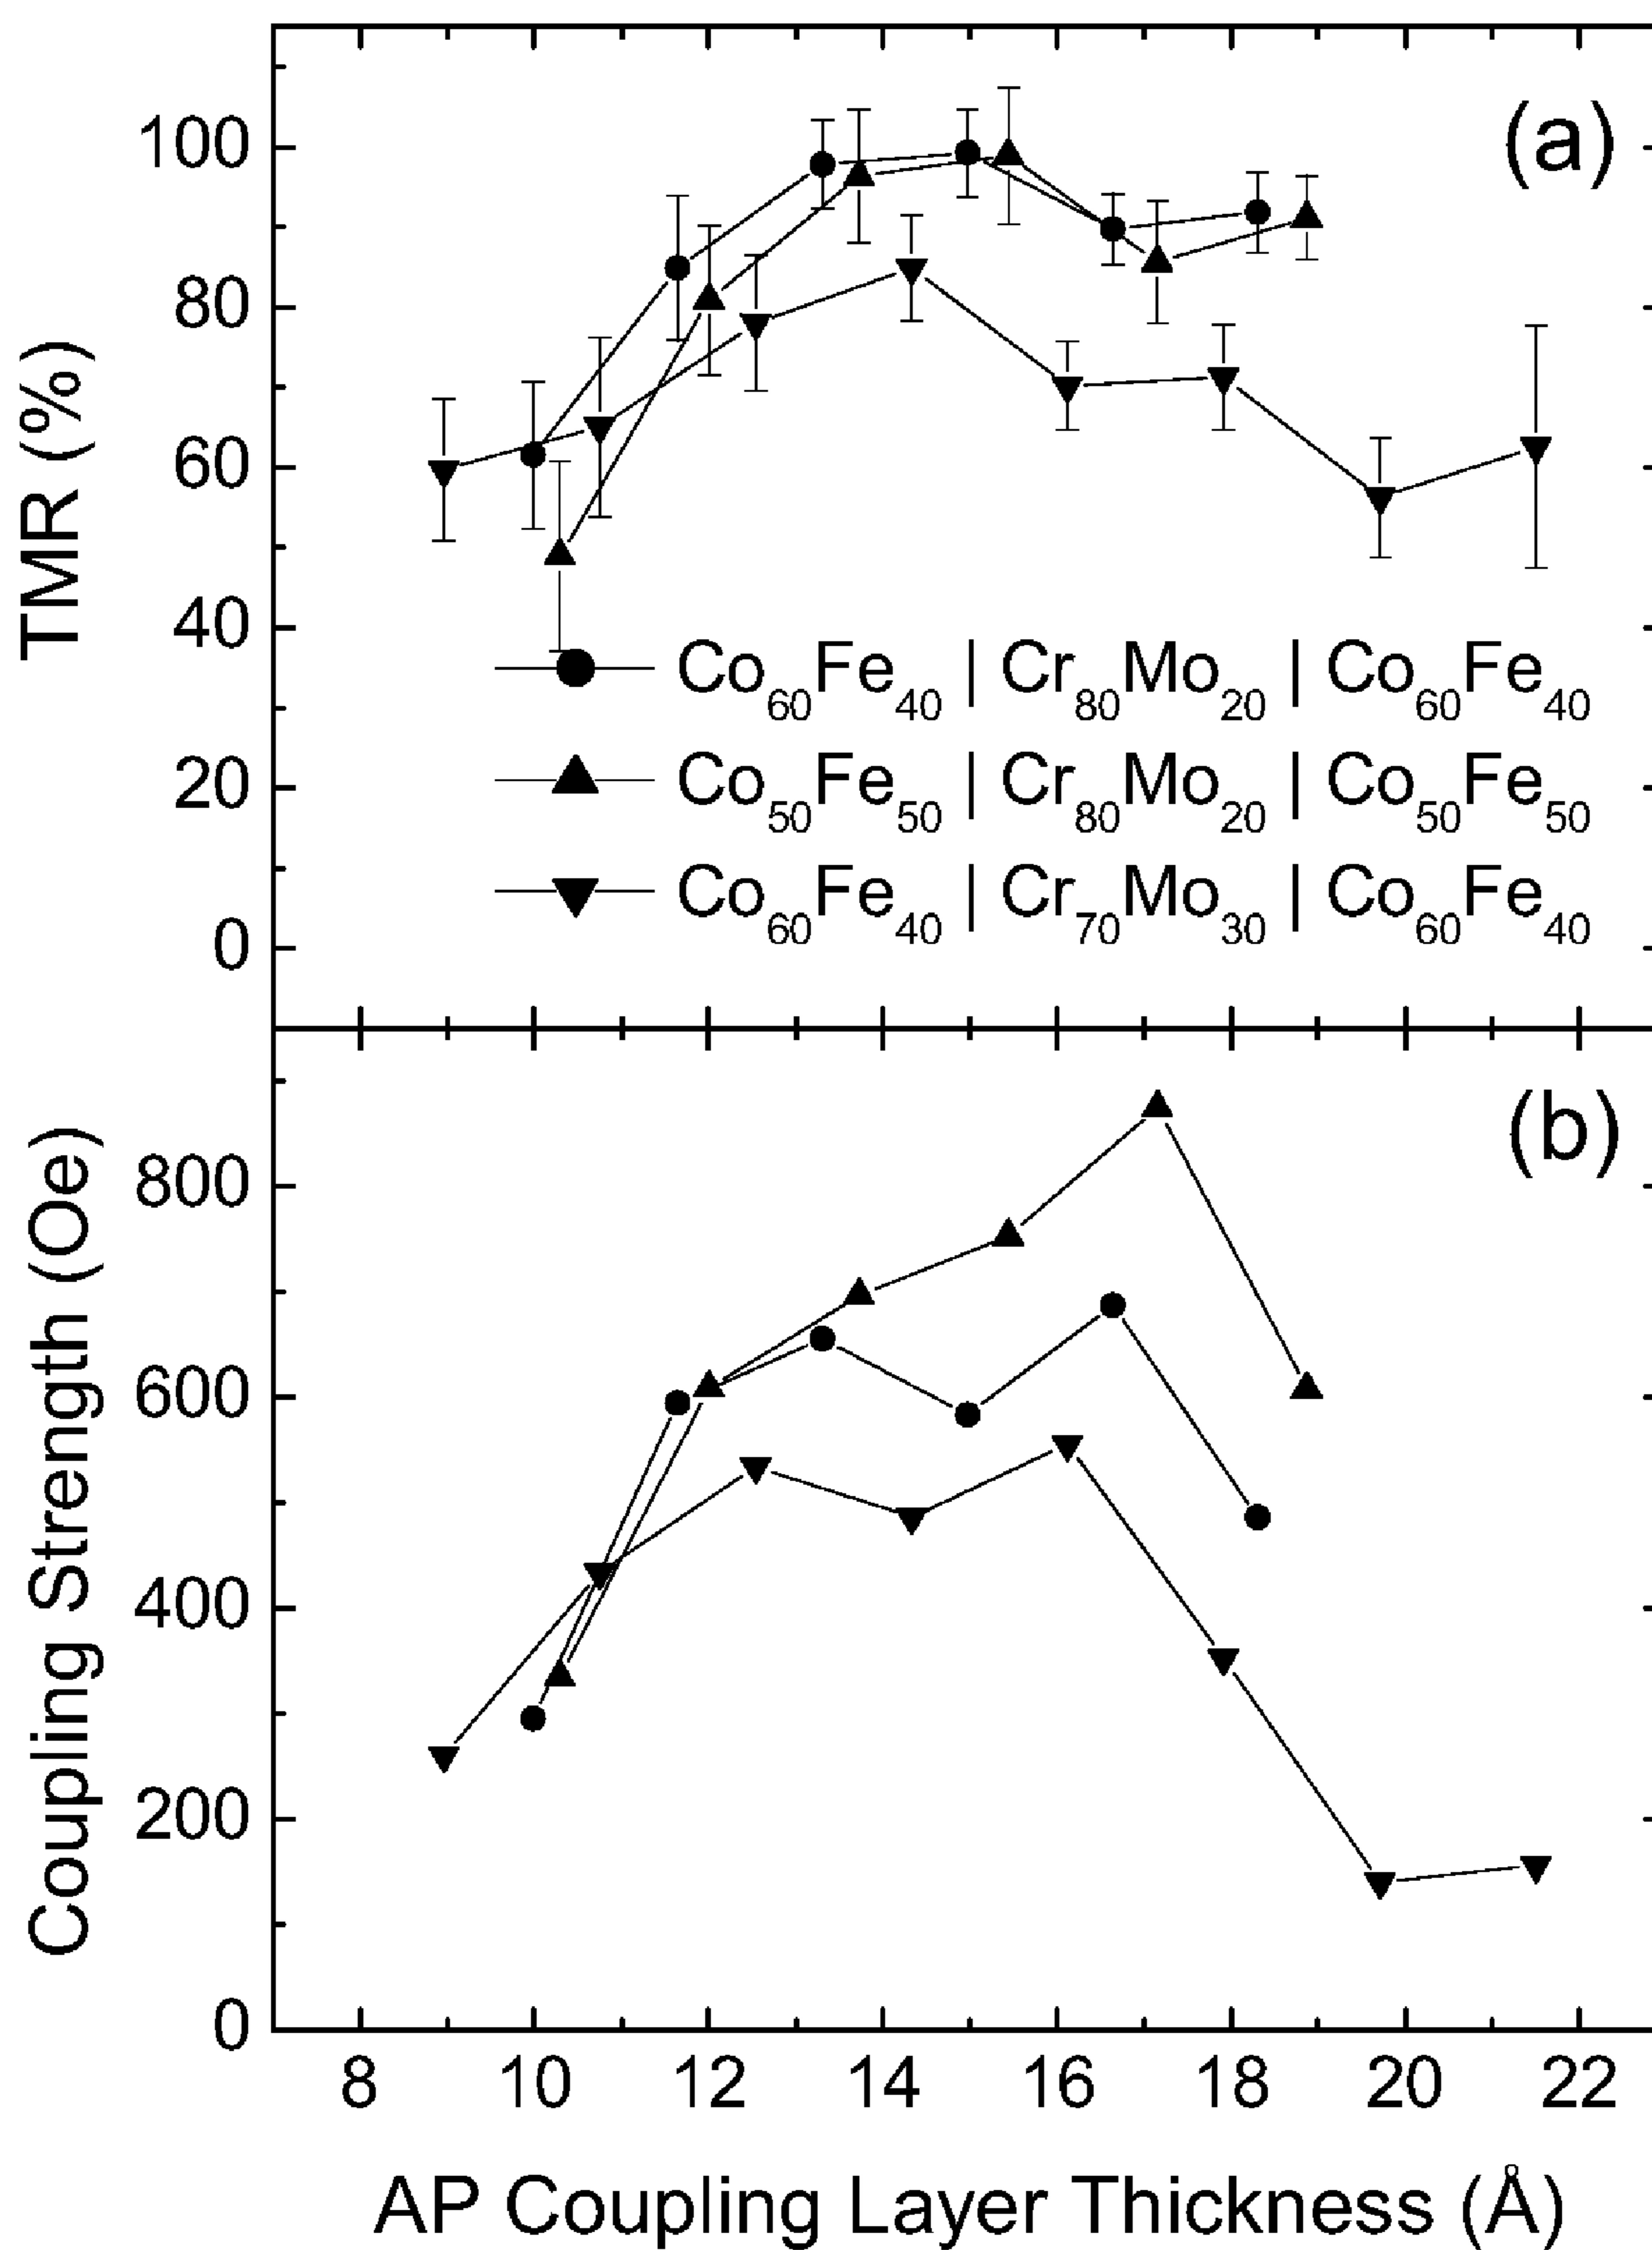 (a)
TMR (%)
100
80
60
40
20
0
Co₆₀Fe₄₀ | Cr₈₀Mo₂₀ | Co₆₀Fe₄₀
Co₅₀Fe₅₀ | Cr₈₀Mo₂₀ | Co₅₀Fe₅₀
Co₆₀Fe₄₀ | Cr₇₀Mo₃₀ | Co₆₀Fe₄₀
(b)
Coupling Strength (Oe)
800
600
400
200
0
8 10 12 14 16 18 20 22
AP Coupling Layer Thickness (Å)